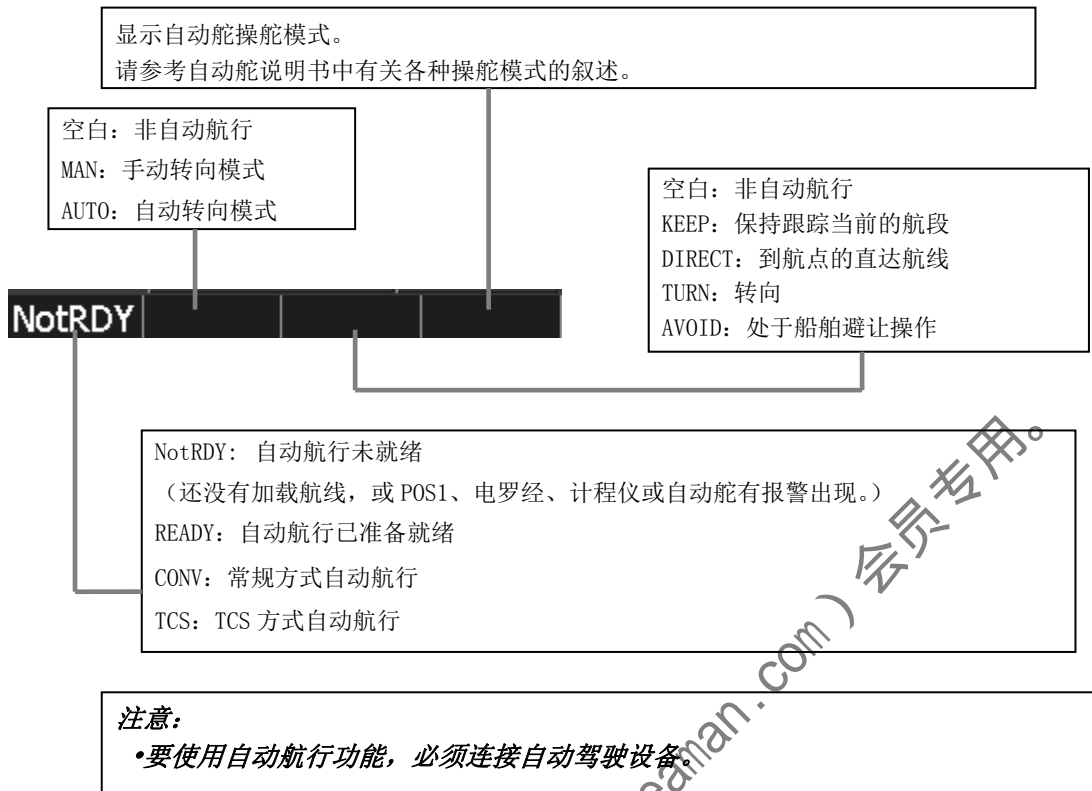 显示自动舵操舵模式。
请参考自动舵说明书中有关各种操舵模式的叙述。
空白：非自动航行
MAN：手动转向模式
AUTO：自动转向模式
空白：非自动航行
KEEP：保持跟踪当前的航段
DIRECT：到航点的直达航线
TURN：转向
AVOID：处于船舶避让操作
NotRDY
NotRDY: 自动航行未就绪
（还没有加载航线，或 POS1、电罗经、计程仪或自动舵有报警出现。）
READY：自动航行已准备就绪
CONV：常规方式自动航行
TCS：TCS 方式自动航行
注意：
•要使用自动航行功能，必须连接自动驾驶设备。
eaman.com）会员专用。